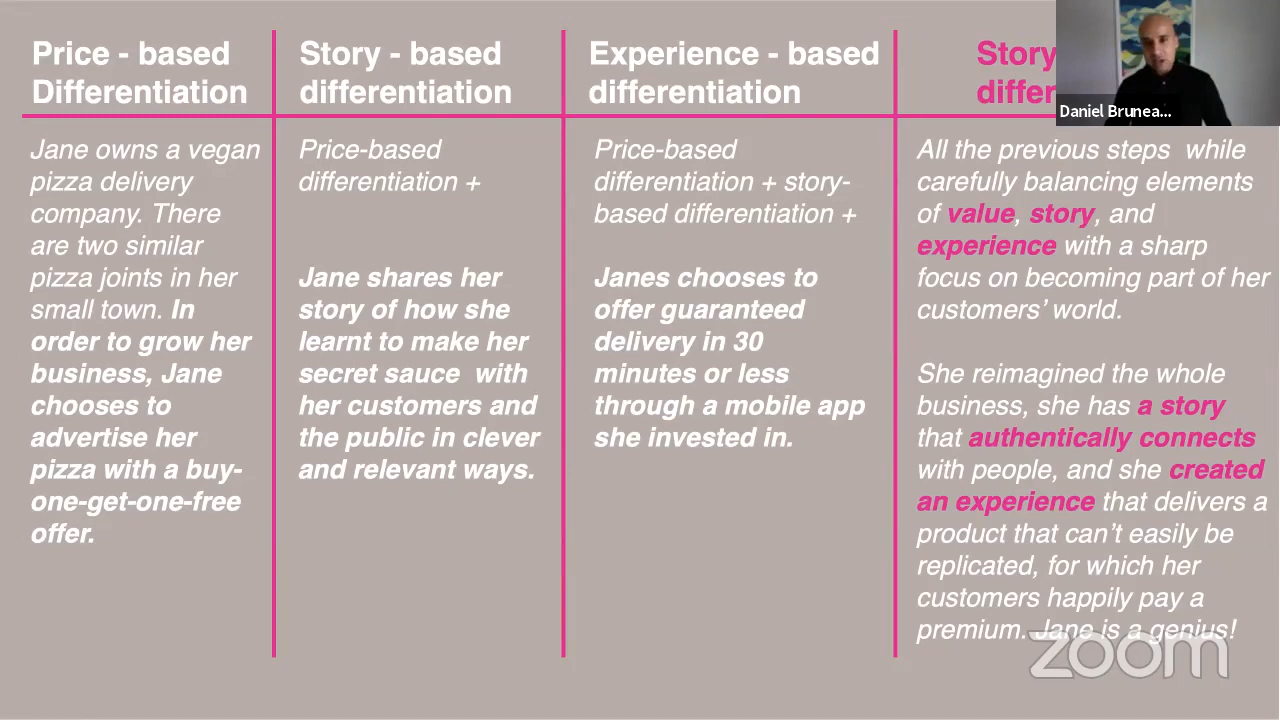 Price - based
Differentiation
Jane owns a vegan
pizza delivery
company. There
are two similar
pizza joints in her
small town. In
order to grow her
business, Jane
chooses to
advertise her
pizza with a buy-
one-get-one-free
offer.
Story - based
differentiation
Price-based
differentiation +
Jane shares her
story of how she
learnt to make her
secret sauce with
her customers and
the public in clever
and relevant ways.
Experience - based
differentiation
Price-based
differentiation + story-
based differentiation +
Janes chooses to
offer guaranteed
delivery in 30
minutes or less
through a mobile app
she invested in.
Story
differ
All the previous steps while
carefully balancing elements
of value, story, and
experience with a sharp
focus on becoming part of her
customers’ world.
She reimagined the whole
business, she has a story
that authentically connects
with people, and she created
an experience that delivers a
product that can’t easily be
replicated, for which her
customers happily pay a
premium. Jane is a genius!
Daniel Brunea...
zoom